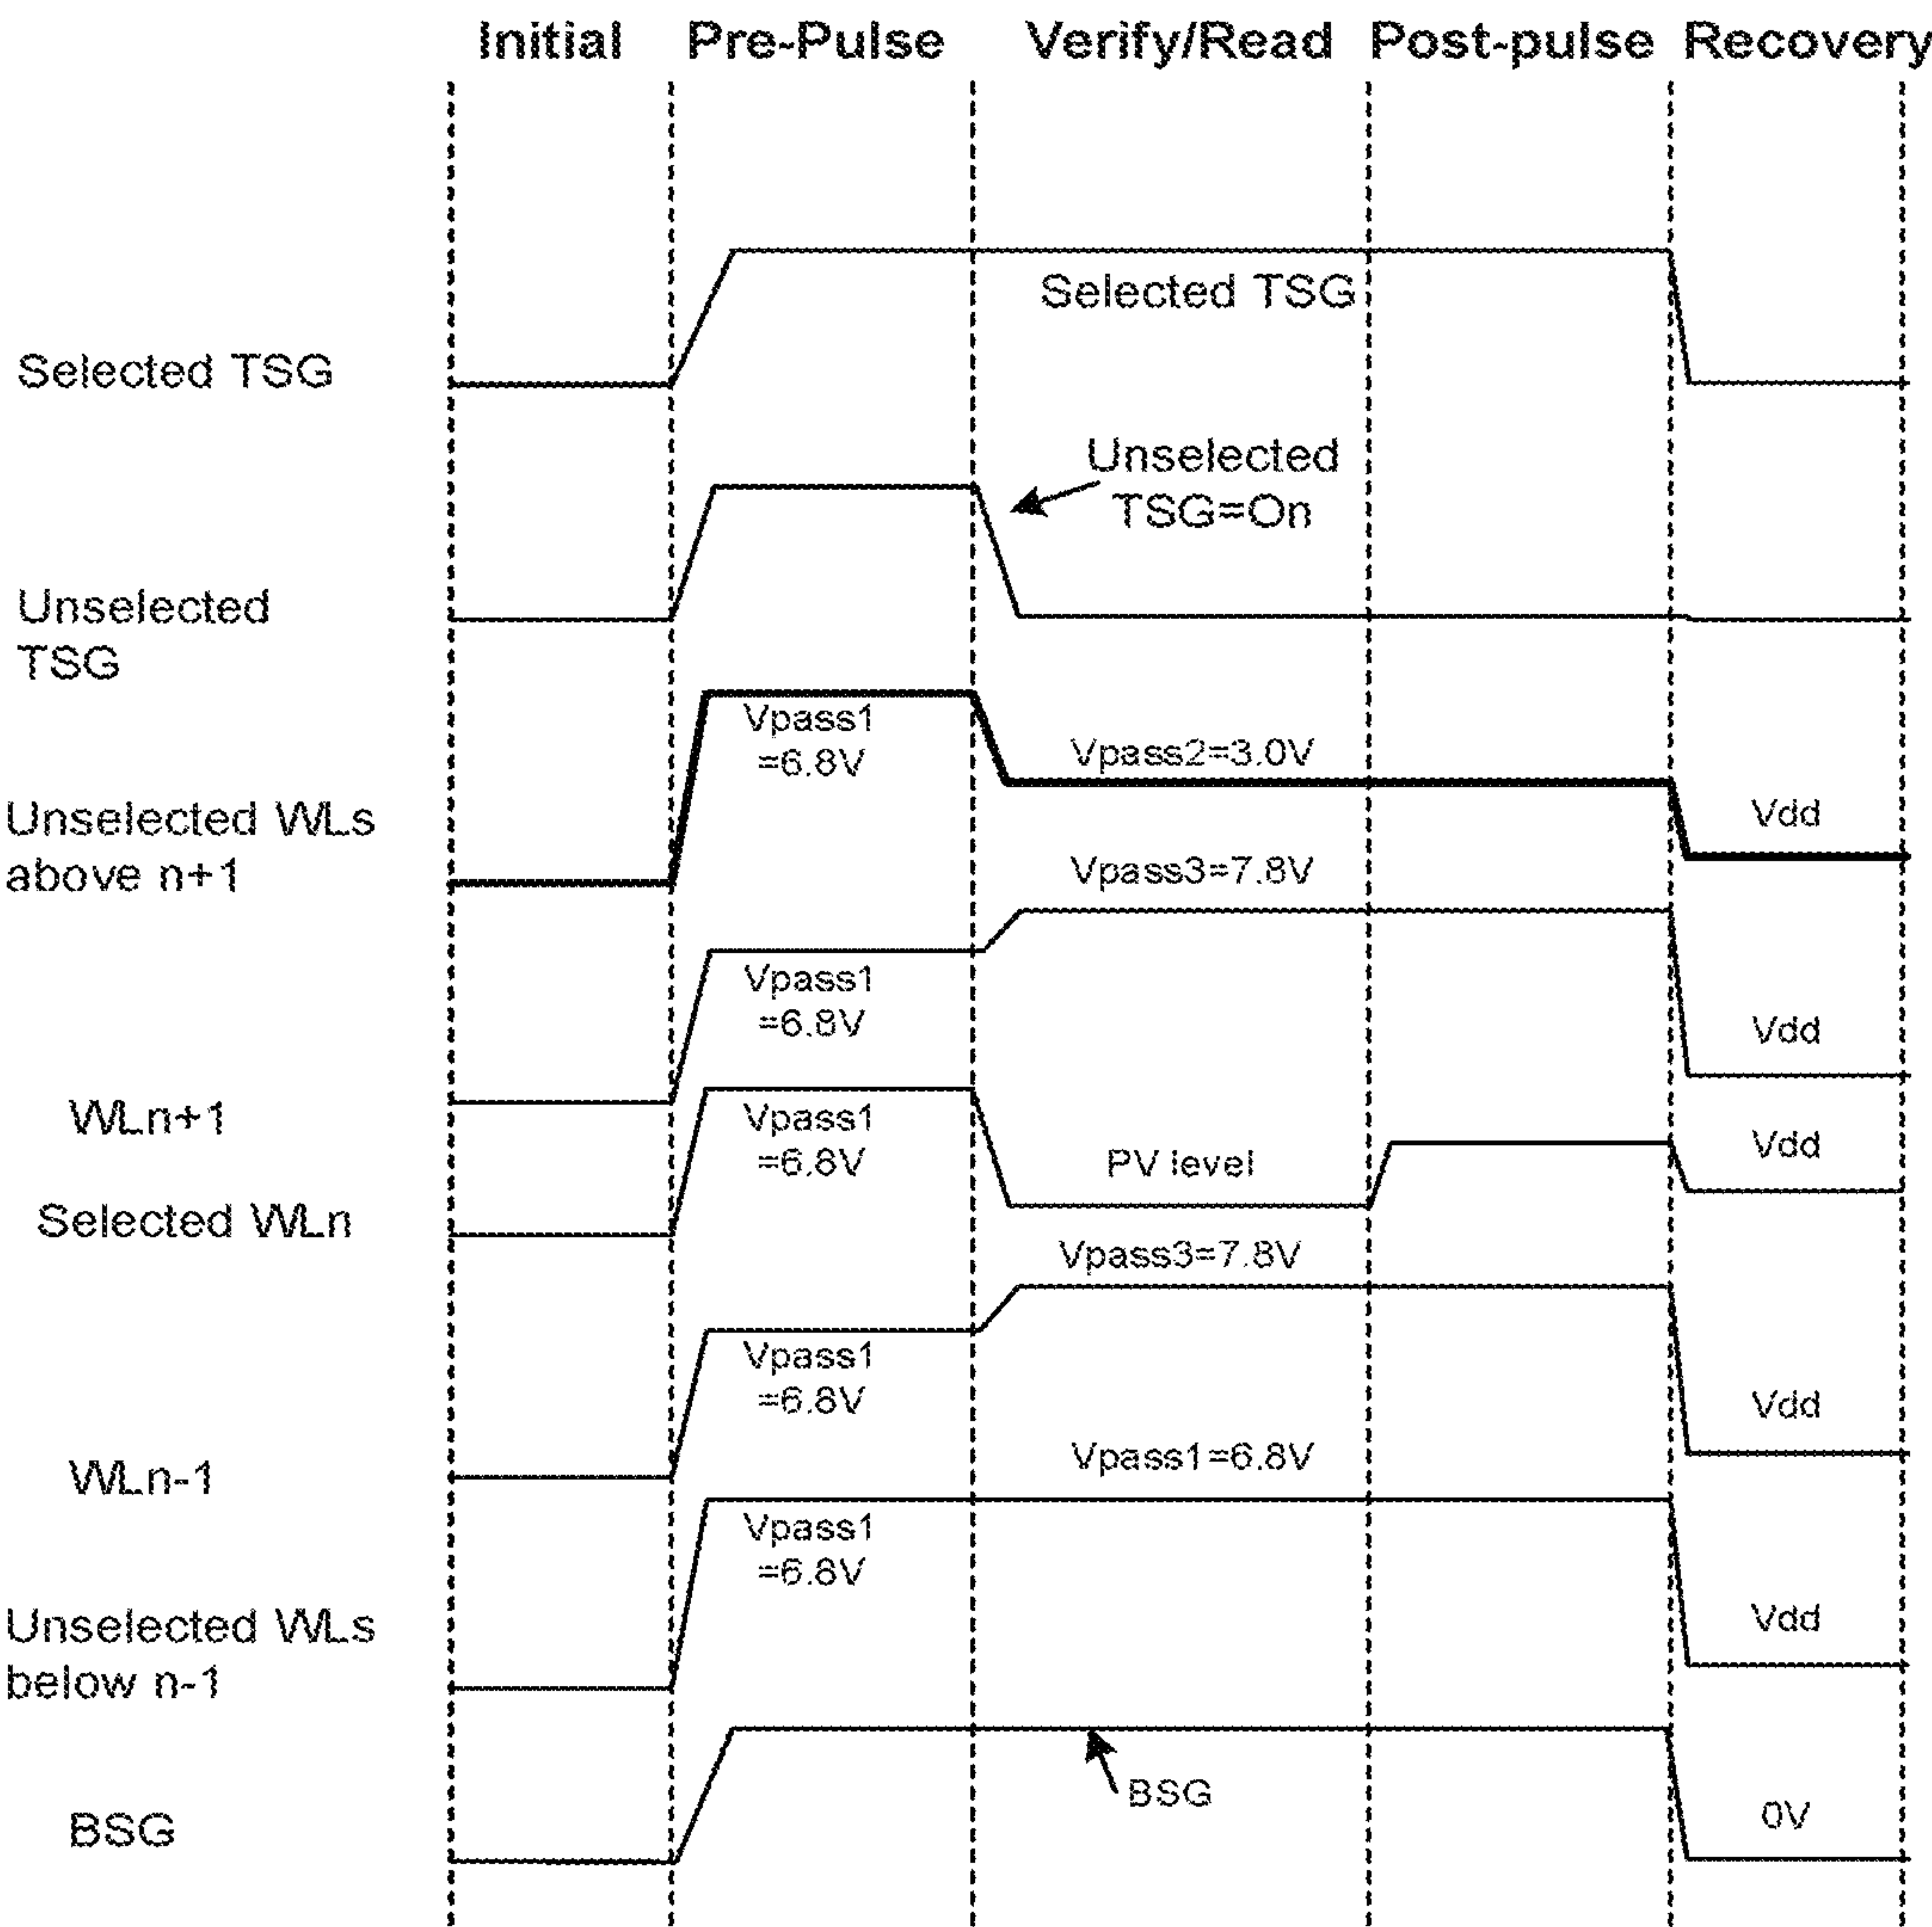 Initial Pre-Pulse Verify/Read Post-pulse Recovery
Selected TSG
Selected TSG
Unselected
TSG=On
Unselected
TSG
Vpass1
=6.8V
Vpass2=3.0V
Vdd
Unselected WLs
above n+1
Vpass3=7.8V
Vpass1
=6.8V
Vdd
WLn+1
Vpass1
=6.8V
PV level
Vdd
Selected WLn
Vpass3=7.8V
Vpass1
=6.8V
Vdd
WLn-1
Vpass1=6.8V
Vpass1
=6.8V
Vdd
Unselected WLs
below n-1
BSG
BSG
0V